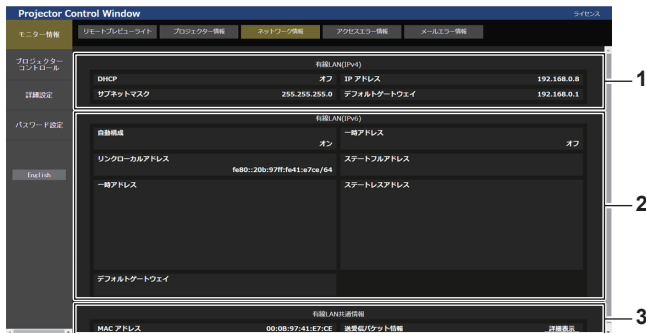 Projector Control Window
ライセンス
モニター情報
リモートプレビューライト
プロジェクター情報
ネットワーク情報
アクセスエラー情報
メールエラー情報
プロジェクター
コントロール
詳細設定
パスワード設定
English
有線LAN(IPv4)
DHCP オフ IP アドレス 192.168.0.8
サブネットマスク 255.255.255.0 デフォルトゲートウェイ 192.168.0.1
1
有線LAN(IPv6)
自動構成 一時アドレス
オン オフ
リンクローカルアドレス ステートフルアドレス
fe80::20b:97ff:fe41:e7ce/64
一時アドレス ステートレスアドレス
2
デフォルトゲートウェイ
有線LAN共通情報
3
MAC アドレス 00:0B:97:41:E7:CE 送受信パケット情報 詳細表示